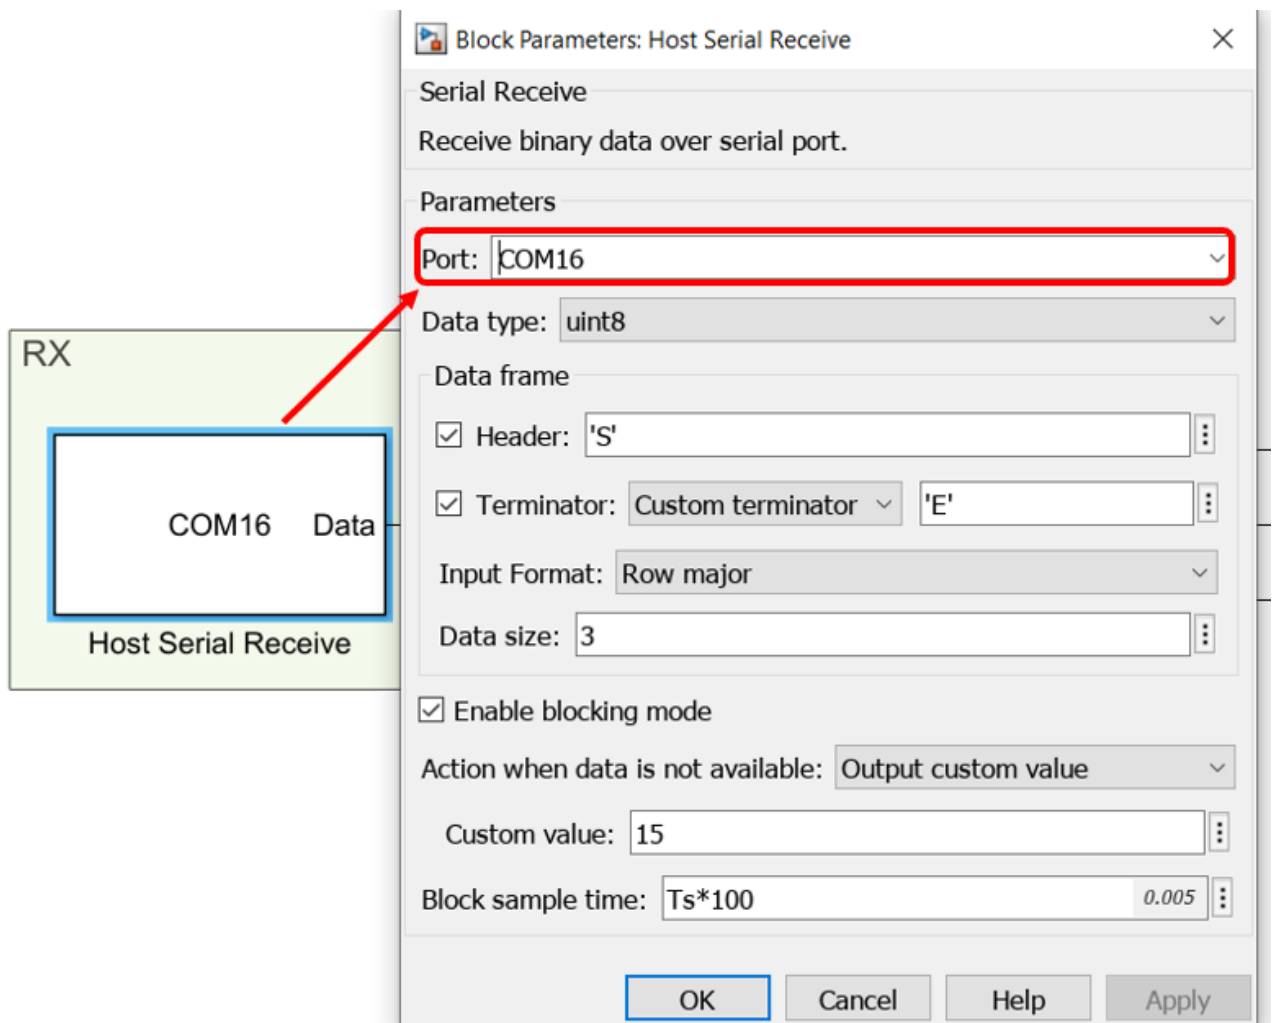 Block Parameters: Host Serial Receive
Serial Receive
Receive binary data over serial port.
Parameters
Port: COM16
Data type: uint8
RX
Data frame
Header: 'S'
Terminator: Custom terminator 'E'
COM16 Data
Input Format: Row major
Host Serial Receive
Data size: 3
Enable blocking mode
Action when data is not available: Output custom value
Custom value: 15
Block sample time: Ts*100 0.005
OK Cancel Help Apply